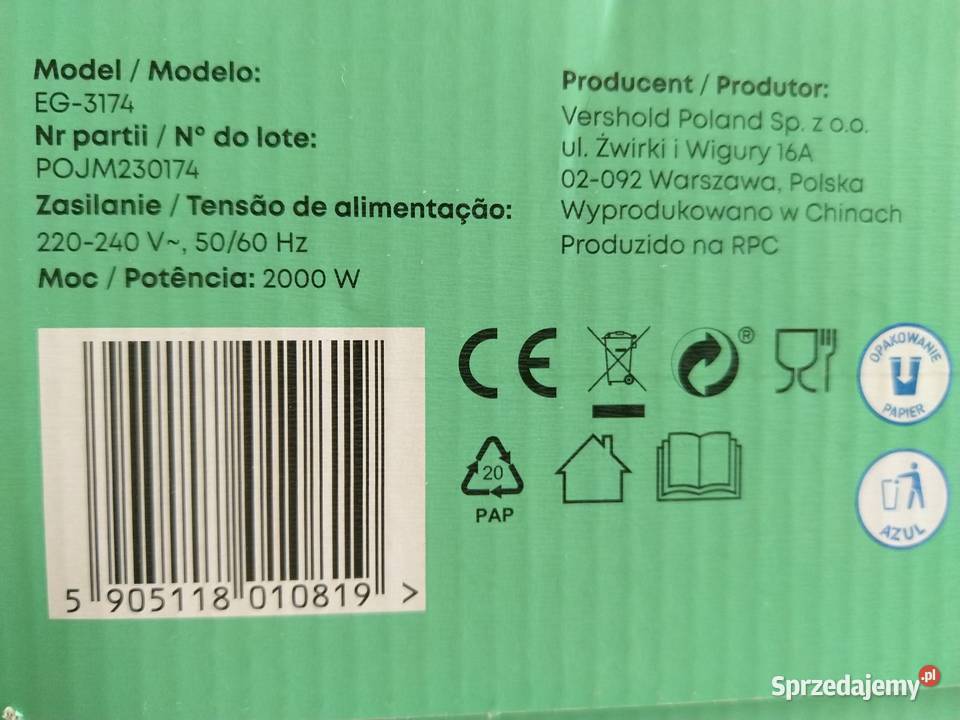 Model / Modelo:
EG-3174
Nr partii / N° do lote:
POJM230174
Zasilanie / Tensão de alimentação:
220-240 V~, 50/60 Hz
Moc / Potência: 2000 W
Producent / Produtor:
Vershold Poland Sp. z o.o.
ul. Żwirki i Wigury 16A
02-092 Warszawa, Polska
Wyprodukowano w Chinach
Produzido na RPC
CE
®
OPAKOWANIE
PAPIER
20
PAP
AZUL
5 905118 010819 >
Sprzedajemy.pl